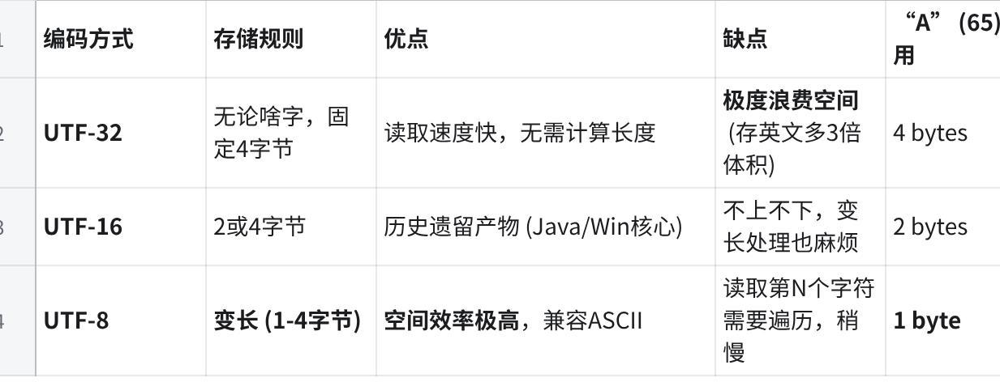 编码方式
存储规则
优点
缺点
“A” (65)
用
UTF-32
无论啥字，固
定4字节
读取速度快，无需计算长度
极度浪费空间
(存英文多3倍
体积)
4 bytes
UTF-16
2或4字节
历史遗留产物 (Java/Win核心)
不上不下，变
长处理也麻烦
2 bytes
UTF-8
变长 (1-4字节)
空间效率极高，兼容ASCII
读取第N个字符
需要遍历，稍
慢
1 byte